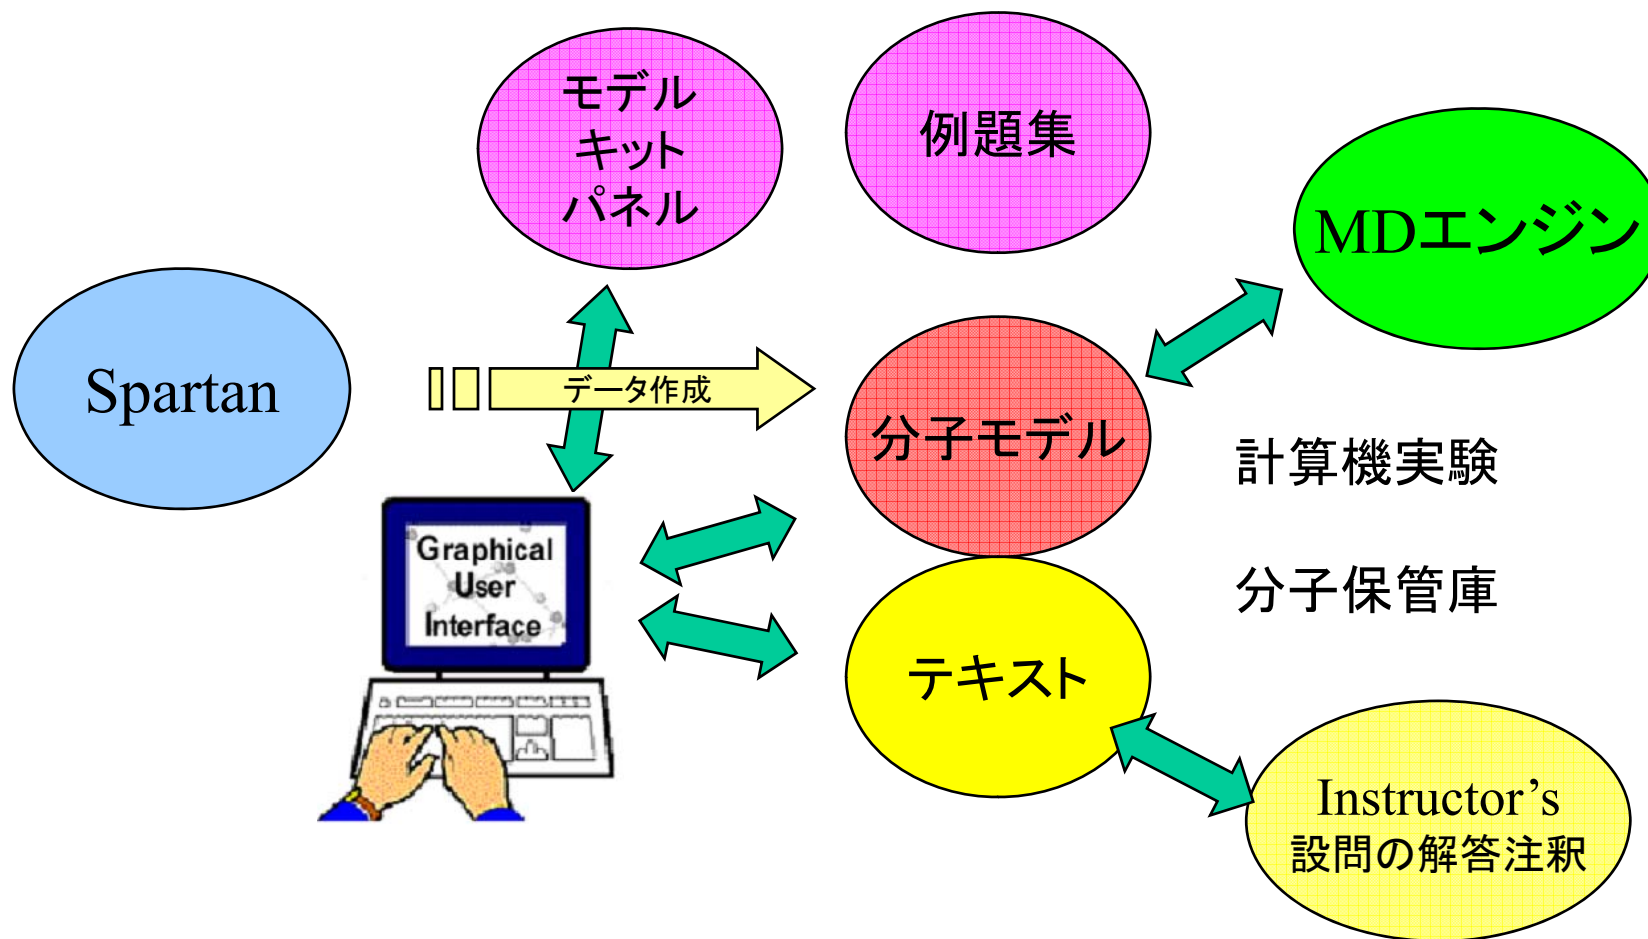 モデル
キット
パネル
例題集
MDエンジン
Spartan
データ作成
分子モデル
計算機実験
Graphical
User
Interface
分子保管庫
テキスト
Instructor’s
設問の解答注釈